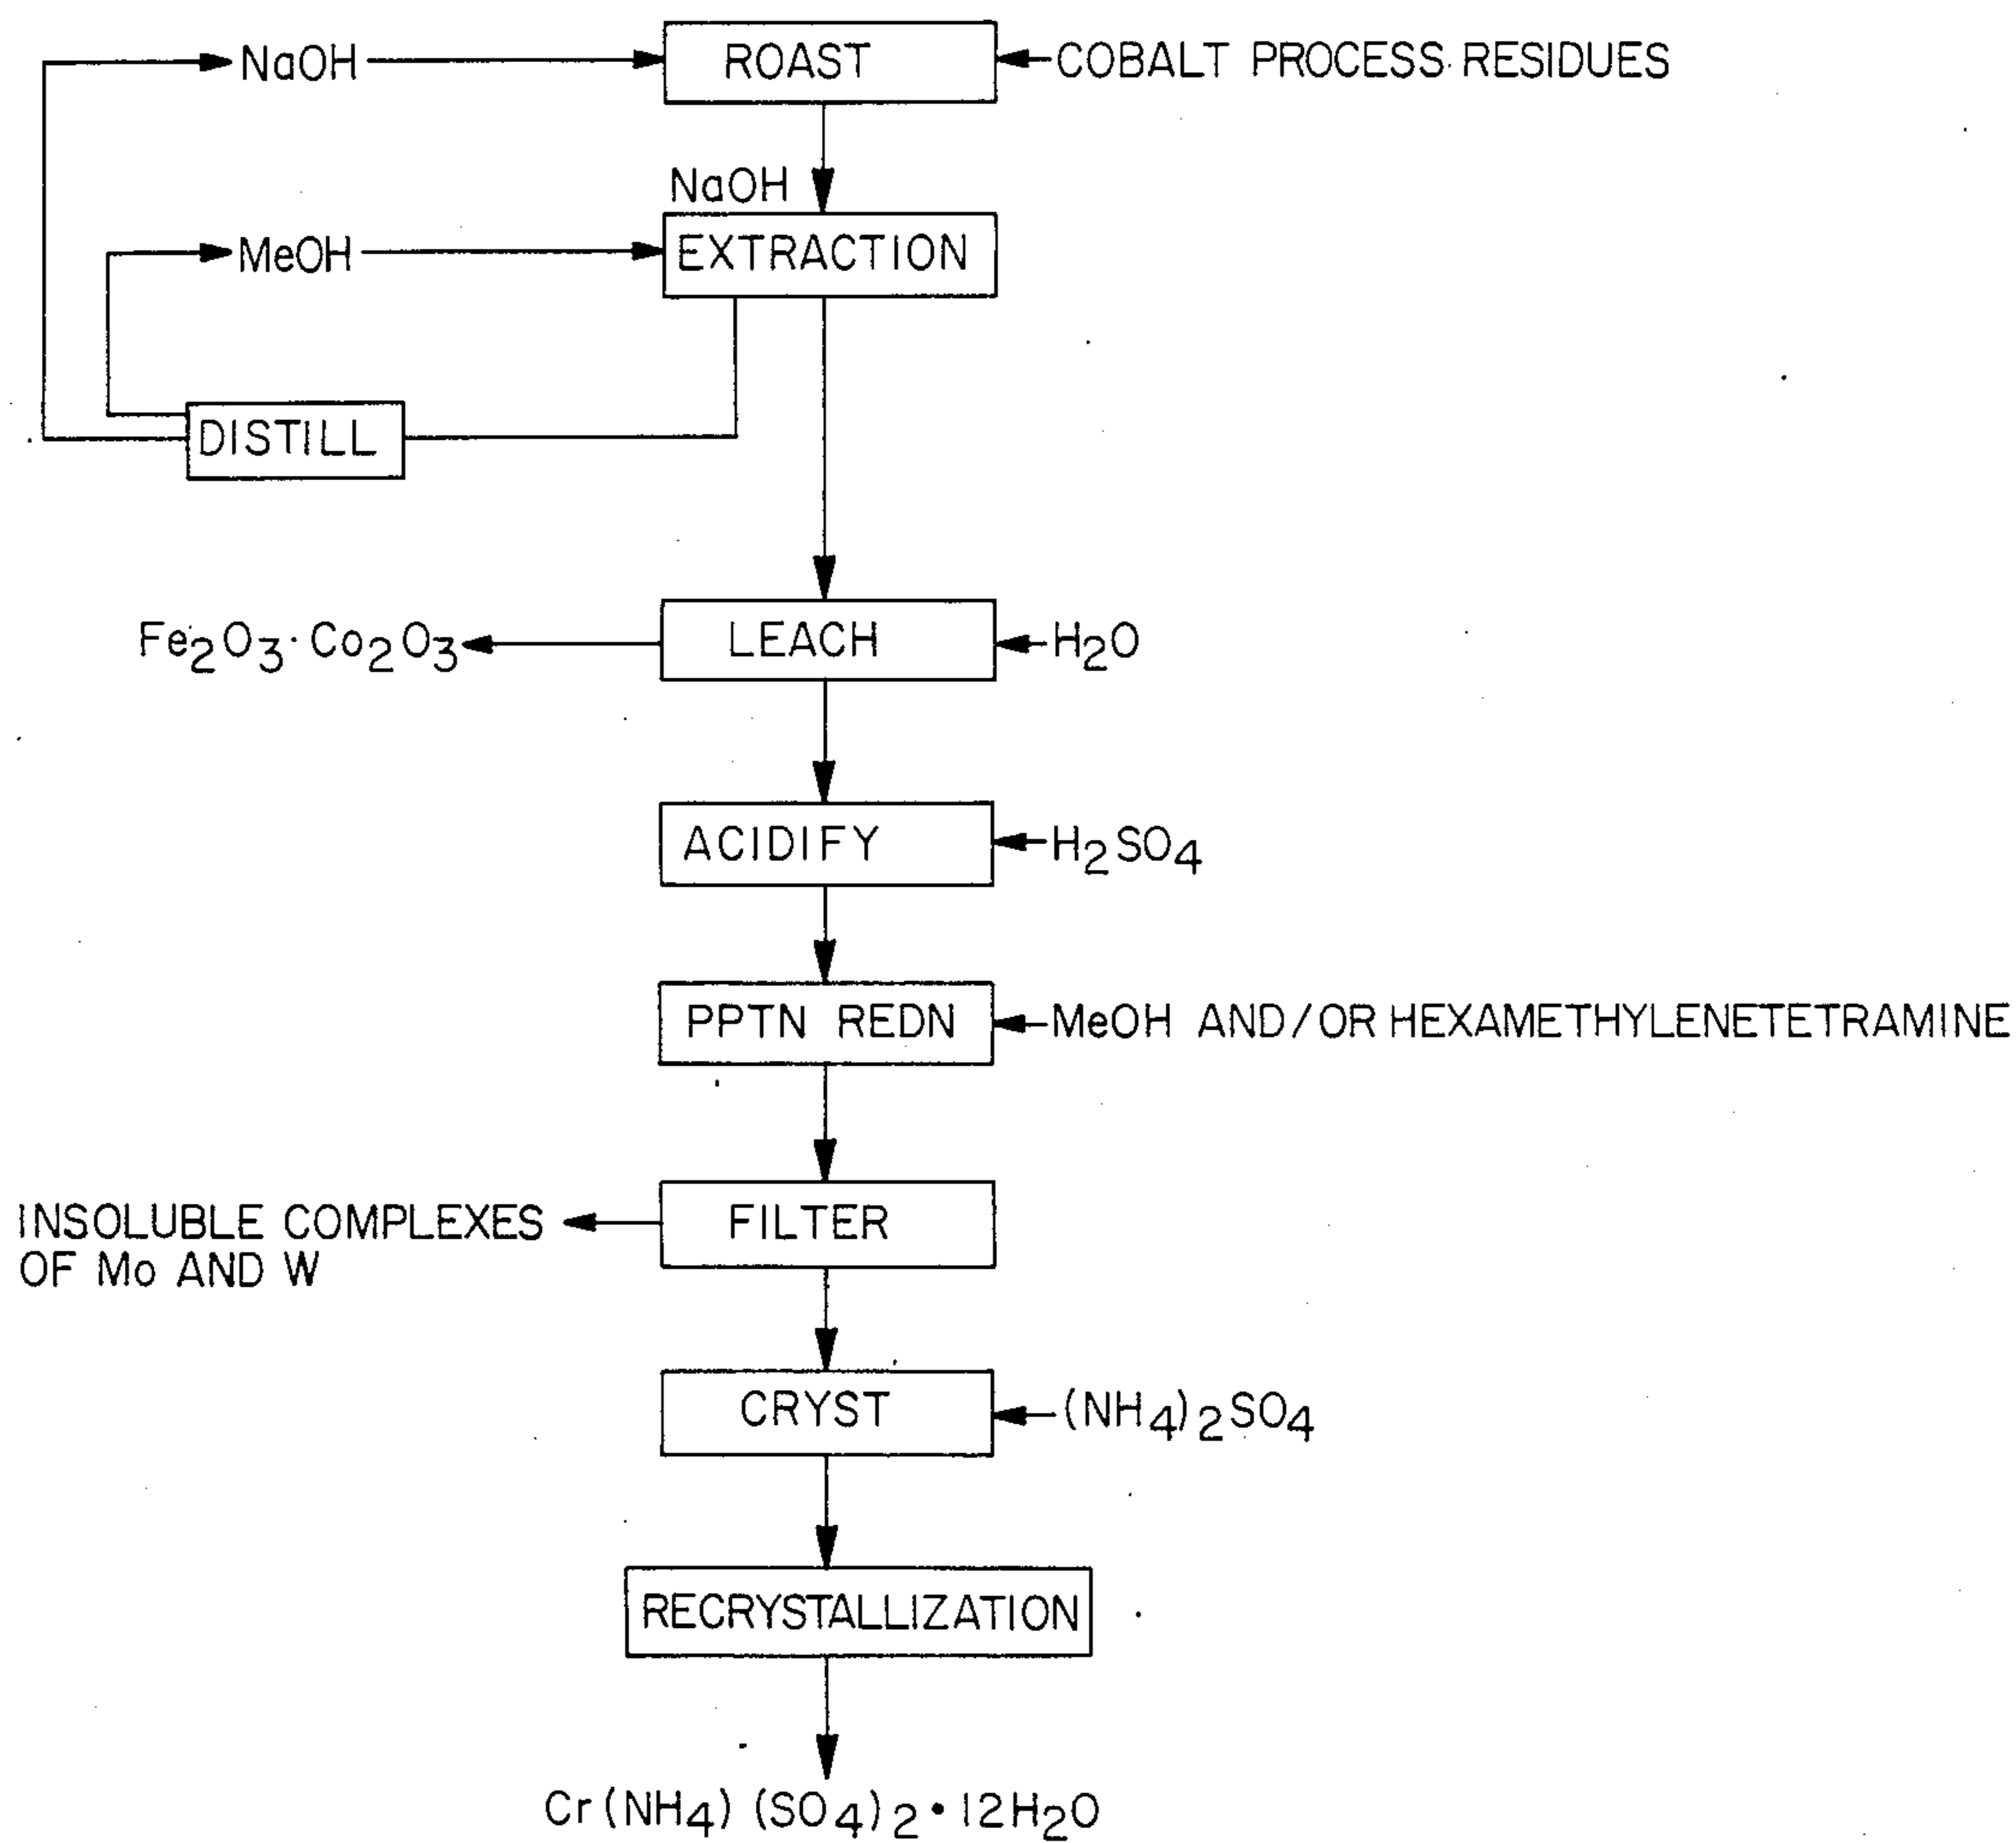 NaOH
ROAST
COBALT PROCESS RESIDUES
NaOH
MeOH
EXTRACTION
DISTILL
Fe₂O₃·Co₂O₃
LEACH
H₂O
ACIDIFY
H₂SO₄
PPTN REDN
MeOH AND/OR HEXAMETHYLENETETRAMINE
INSOLUBLE COMPLEXES
OF Mo AND W
FILTER
CRYST
(NH₄)₂SO₄
RECRYSTALLIZATION
Cr(NH₄)(SO₄)₂•12H₂O